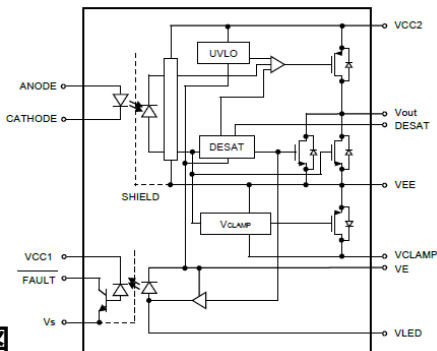 VCC2
UVLO
ANODE
Vout
CATHODE
DESAT
DESAT
SHIELD
VEE
VCLAMP
VCC1
VCLAMP
FAULT
VE
Vs
VLED